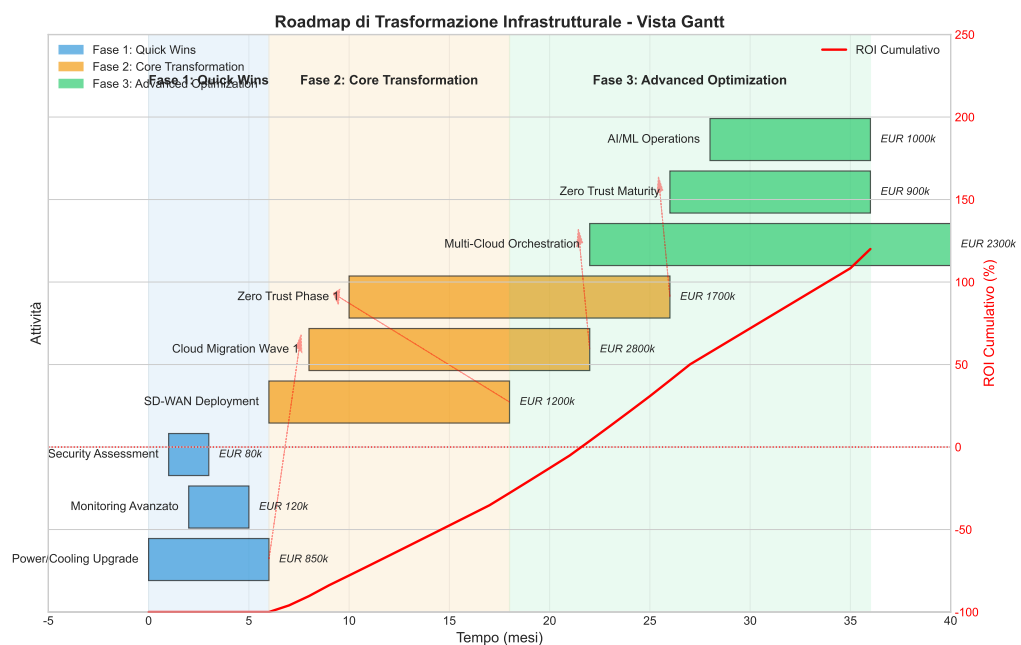 Roadmap di Trasformazione Infrastrutturale - Vista Gantt
Fase 1: Quick Wins
Fase 2: Core Transformation
Fase 3: Advanced Optimization
ROI Cumulativo
Fase 1: Quick Wins
Fase 2: Core Transformation
Fase 3: Advanced Optimization
AI/ML Operations
EUR 1000k
Zero Trust Maturity
EUR 900k
Multi-Cloud Orchestration
EUR 2300k
Zero Trust Phase 1
EUR 1700k
Cloud Migration Wave 1
EUR 2800k
SD-WAN Deployment
EUR 1200k
Security Assessment
EUR 80k
Monitoring Avanzato
EUR 120k
Power/Cooling Upgrade
EUR 850k
Attività
250
200
150
100
50
0
-50
-100
ROI Cumulativo (%)
-5
0
5
10
15
20
25
30
35
40
Tempo (mesi)